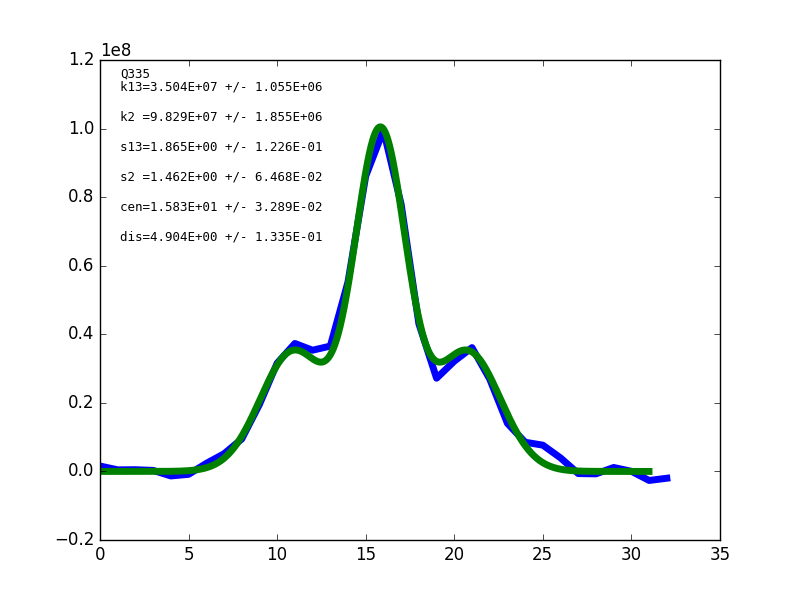 1e8
Q335
k13=3.504E+07 +/- 1.055E+06
k2 =9.829E+07 +/- 1.855E+06
s13=1.865E+00 +/- 1.226E-01
s2 =1.462E+00 +/- 6.468E-02
cen=1.583E+01 +/- 3.289E-02
dis=4.904E+00 +/- 1.335E-01
1.2
1.0
0.8
0.6
0.4
0.2
0.0
−0.2
0 5 10 15 20 25 30 35